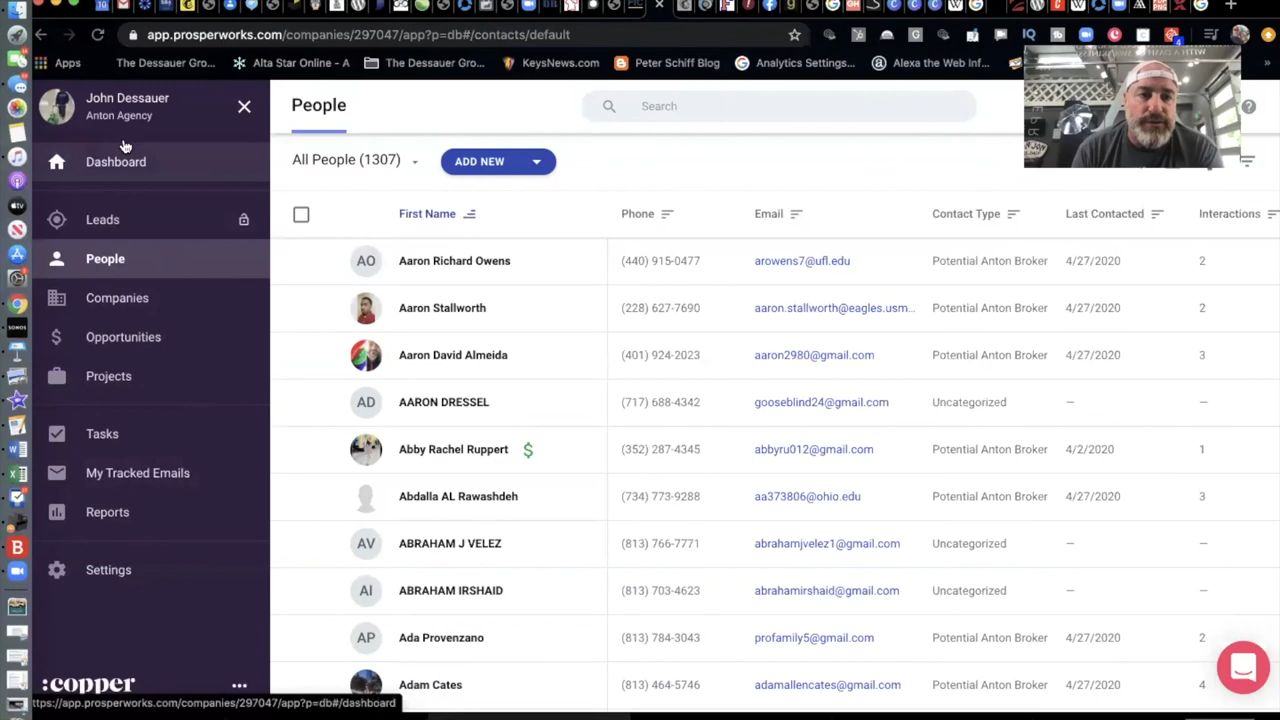 app.prosperworks.com/companies/297047/app?p=db#/contacts/default
Apps
The Dessauer Gro...
Alta Star Online - A
The Dessauer Gro...
KeysNews.com
Peter Schiff Blog
Analytics Settings...
Alexa the Web Inf...
»
John Dessauer
Anton Agency
Dashboard
Leads
People
Companies
Opportunities
Projects
Tasks
My Tracked Emails
Reports
Settings
:copper
ttps://app.prosperworks.com/companies/297047/app?p=db#/dashboard
People
Search
All People (1307)
ADD NEW
First Name Phone Email Contact Type Last Contacted Interactions
AO Aaron Richard Owens (440) 915-0477 arowens7@ufl.edu Potential Anton Broker 4/27/2020 2
Aaron Stallworth (228) 627-7690 aaron.stallworth@eagles.usm... Potential Anton Broker 4/27/2020 2
Aaron David Almeida (401) 924-2023 aaron2980@gmail.com Potential Anton Broker 4/27/2020 3
AD AARON DRESSEL (717) 688-4342 gooseblind24@gmail.com Uncategorized — —
Abby Rachel Ruppert $ (352) 287-4345 abbyru012@gmail.com Potential Anton Broker 4/2/2020 1
Abdalla AL Rawashdeh (734) 773-9288 aa373806@ohio.edu Potential Anton Broker 4/27/2020 3
AV ABRAHAM J VELEZ (813) 766-7771 abrahamjvelez1@gmail.com Uncategorized — —
AI ABRAHAM IRSHAID (813) 703-4623 abrahamirshaid@gmail.com Uncategorized — —
AP Ada Provenzano (813) 784-3043 profamily5@gmail.com Potential Anton Broker 4/27/2020 2
Adam Cates (813) 464-5746 adamallencates@gmail.com Potential Anton Broker 4/27/2020 4